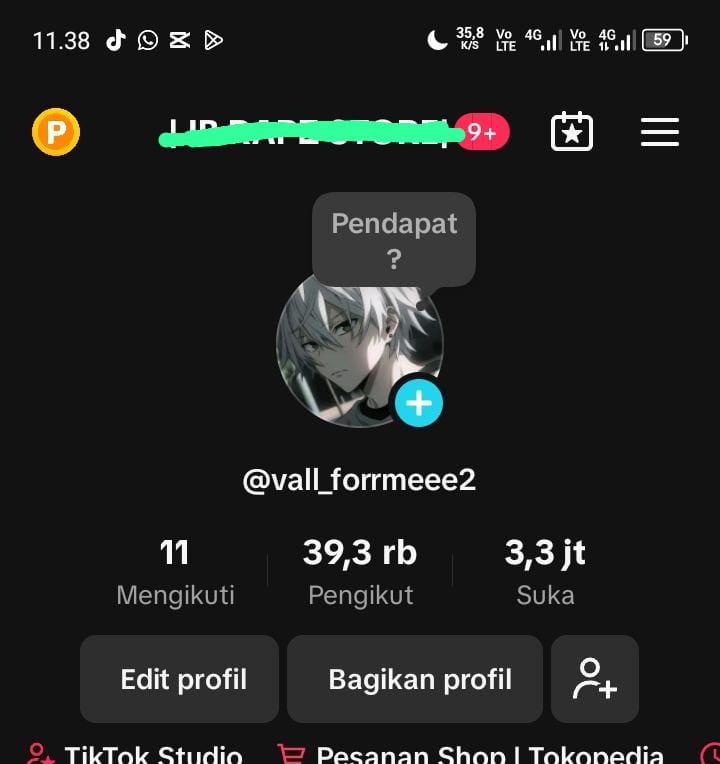 11.38
35,8
K/S
Vo
LTE
4G
Vo
LTE
4G
59
P
9+
Pendapat
?
@vall_forrmeee2
11
39,3 rb
3,3 jt
Mengikuti
Pengikut
Suka
Edit profil
Bagikan profil
TikTok Studio
Pesanan Shop | Tokopedia